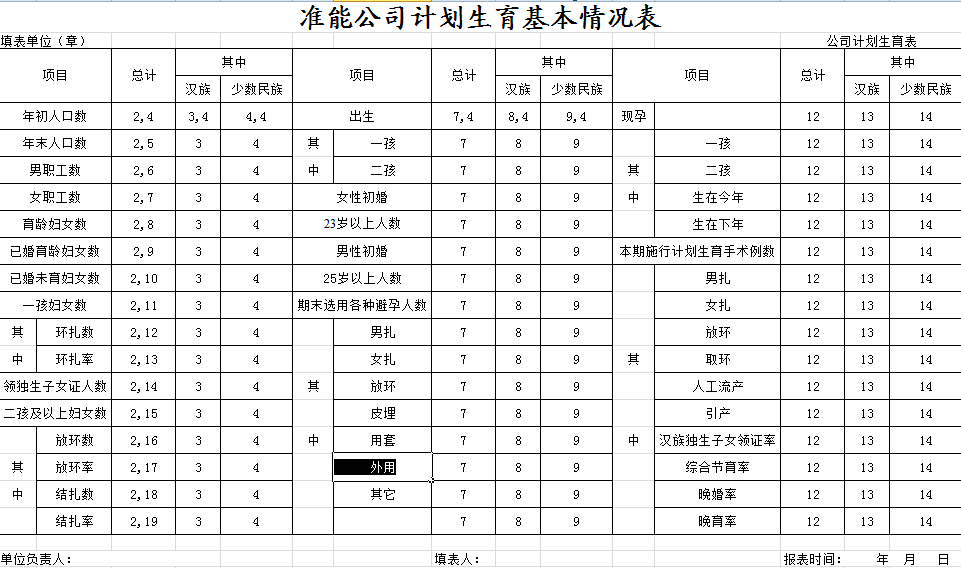 准能公司计划生育基本情况表
填表单位（章） 公司计划生育表
项目 总计 其中 项目 总计 其中 项目 总计 其中
汉族 少数民族 汉族 少数民族 汉族 少数民族
年初人口数 2,4 3,4 4,4 出生 7,4 8,4 9,4 现孕 12 13 14
年末人口数 2,5 3 4 其 一孩 7 8 9 一孩 12 13 14
男职工数 2,6 3 4 中 二孩 7 8 9 其 二孩 12 13 14
女职工数 2,7 3 4 女性初婚 7 8 9 中 生在今年 12 13 14
育龄妇女数 2,8 3 4 23岁以上人数 7 8 9 生在下年 12 13 14
已婚育龄妇女数 2,9 3 4 男性初婚 7 8 9 本期施行计划生育手术例数 12 13 14
已婚未育妇女数 2,10 3 4 25岁以上人数 7 8 9 男扎 12 13 14
一孩妇女数 2,11 3 4 期末选用各种避孕人数 7 8 9 女扎 12 13 14
其 环扎数 2,12 3 4 男扎 7 8 9 放环 12 13 14
中 环扎率 2,13 3 4 女扎 7 8 9 其 取环 12 13 14
领独生子女证人数 2,14 3 4 其 放环 7 8 9 人工流产 12 13 14
二孩及以上妇女数 2,15 3 4 皮埋 7 8 9 引产 12 13 14
放环数 2,16 3 4 中 用套 7 8 9 中 汉族独生子女领证率 12 13 14
其 放环率 2,17 3 4 外用 7 8 9 综合节育率 12 13 14
中 结扎数 2,18 3 4 其它 7 8 9 晚婚率 12 13 14
结扎率 2,19 3 4 7 8 9 晚育率 12 13 14
单位负责人： 填表人： 报表时间： 年 月 日